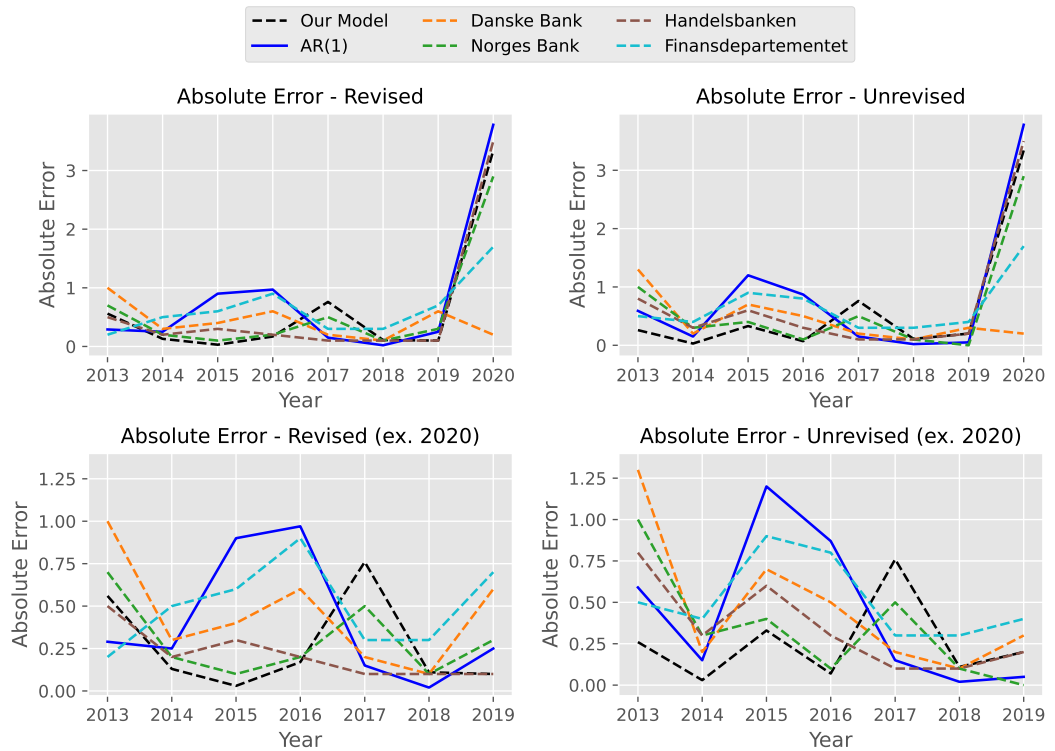 Our Model Danske Bank Handelsbanken
AR(1) Norges Bank Finansdepartementet
Absolute Error - Revised
Absolute Error
3
2
1
0
2013 2014 2015 2016 2017 2018 2019 2020
Year
Absolute Error - Unrevised
Absolute Error
3
2
1
0
2013 2014 2015 2016 2017 2018 2019 2020
Year
Absolute Error - Revised (ex. 2020)
Absolute Error
1.25
1.00
0.75
0.50
0.25
0.00
2013 2014 2015 2016 2017 2018 2019
Year
Absolute Error - Unrevised (ex. 2020)
Absolute Error
1.25
1.00
0.75
0.50
0.25
0.00
2013 2014 2015 2016 2017 2018 2019
Year